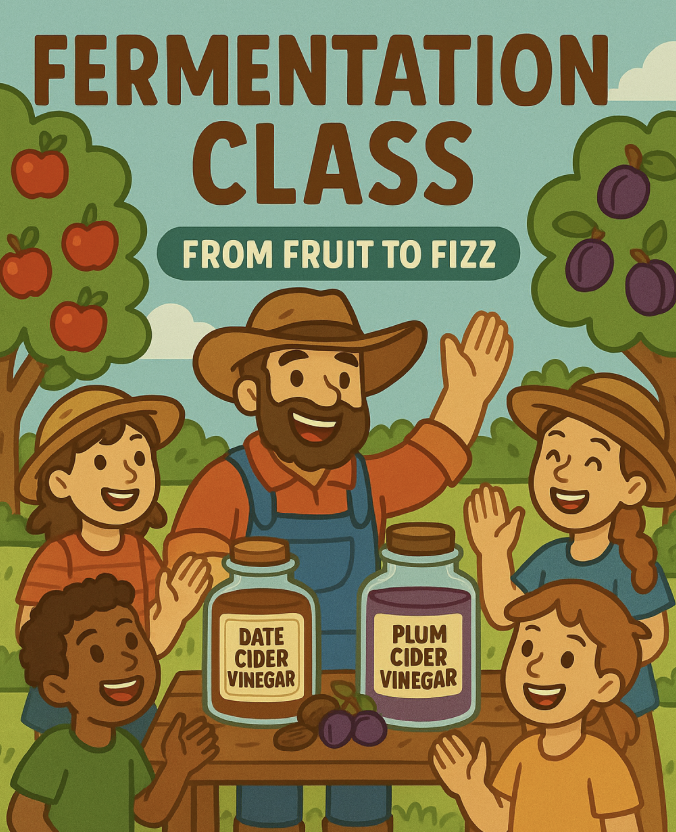 FERMENTATION
CLASS
FROM FRUIT TO FIZZ
DATE
CIDER
VINEGAR
PLUM
CIDER
VINEGAR